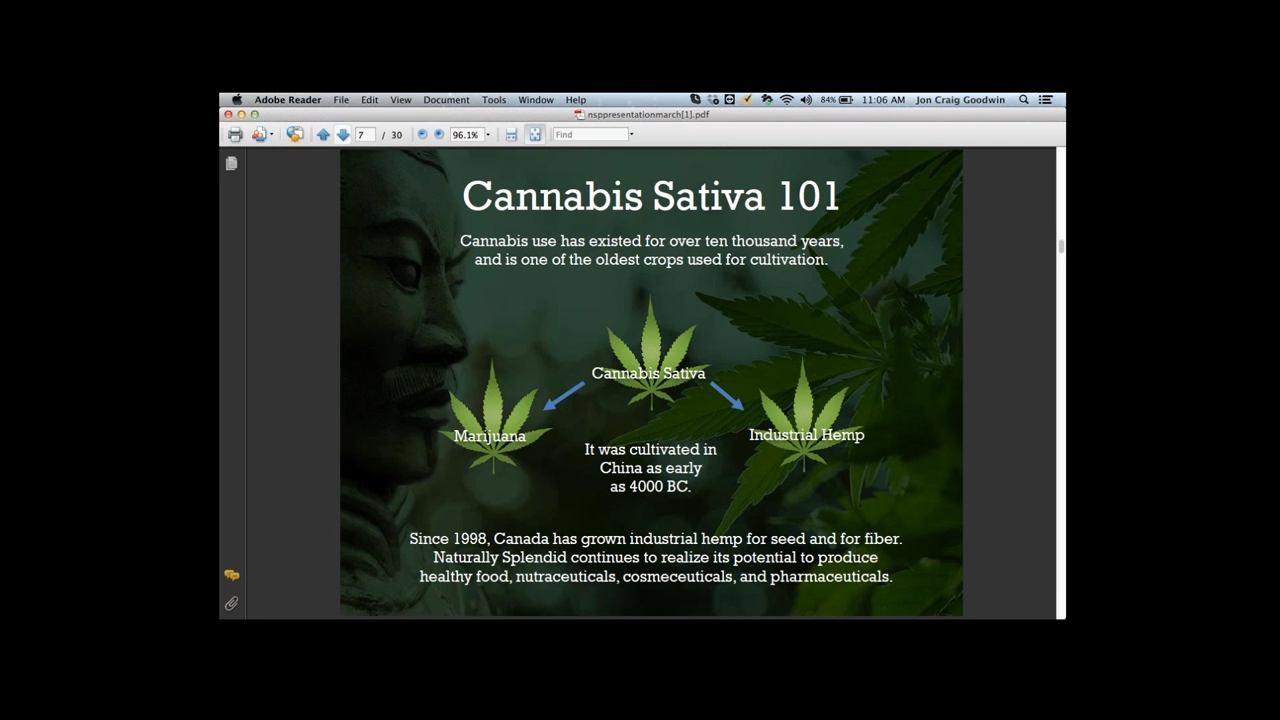 Adobe Reader File Edit View Document Tools Window Help 84% 11:06 AM Jon Craig Goodwin
nsppresentationmarch[1].pdf
7 / 30 96.1% Find
Cannabis Sativa 101
Cannabis use has existed for over ten thousand years,
and is one of the oldest crops used for cultivation.
Cannabis Sativa
Marijuana
Industrial Hemp
It was cultivated in
China as early
as 4000 BC.
Since 1998, Canada has grown industrial hemp for seed and for fiber.
Naturally Splendid continues to realize its potential to produce
healthy food, nutraceuticals, cosmeceuticals, and pharmaceuticals.